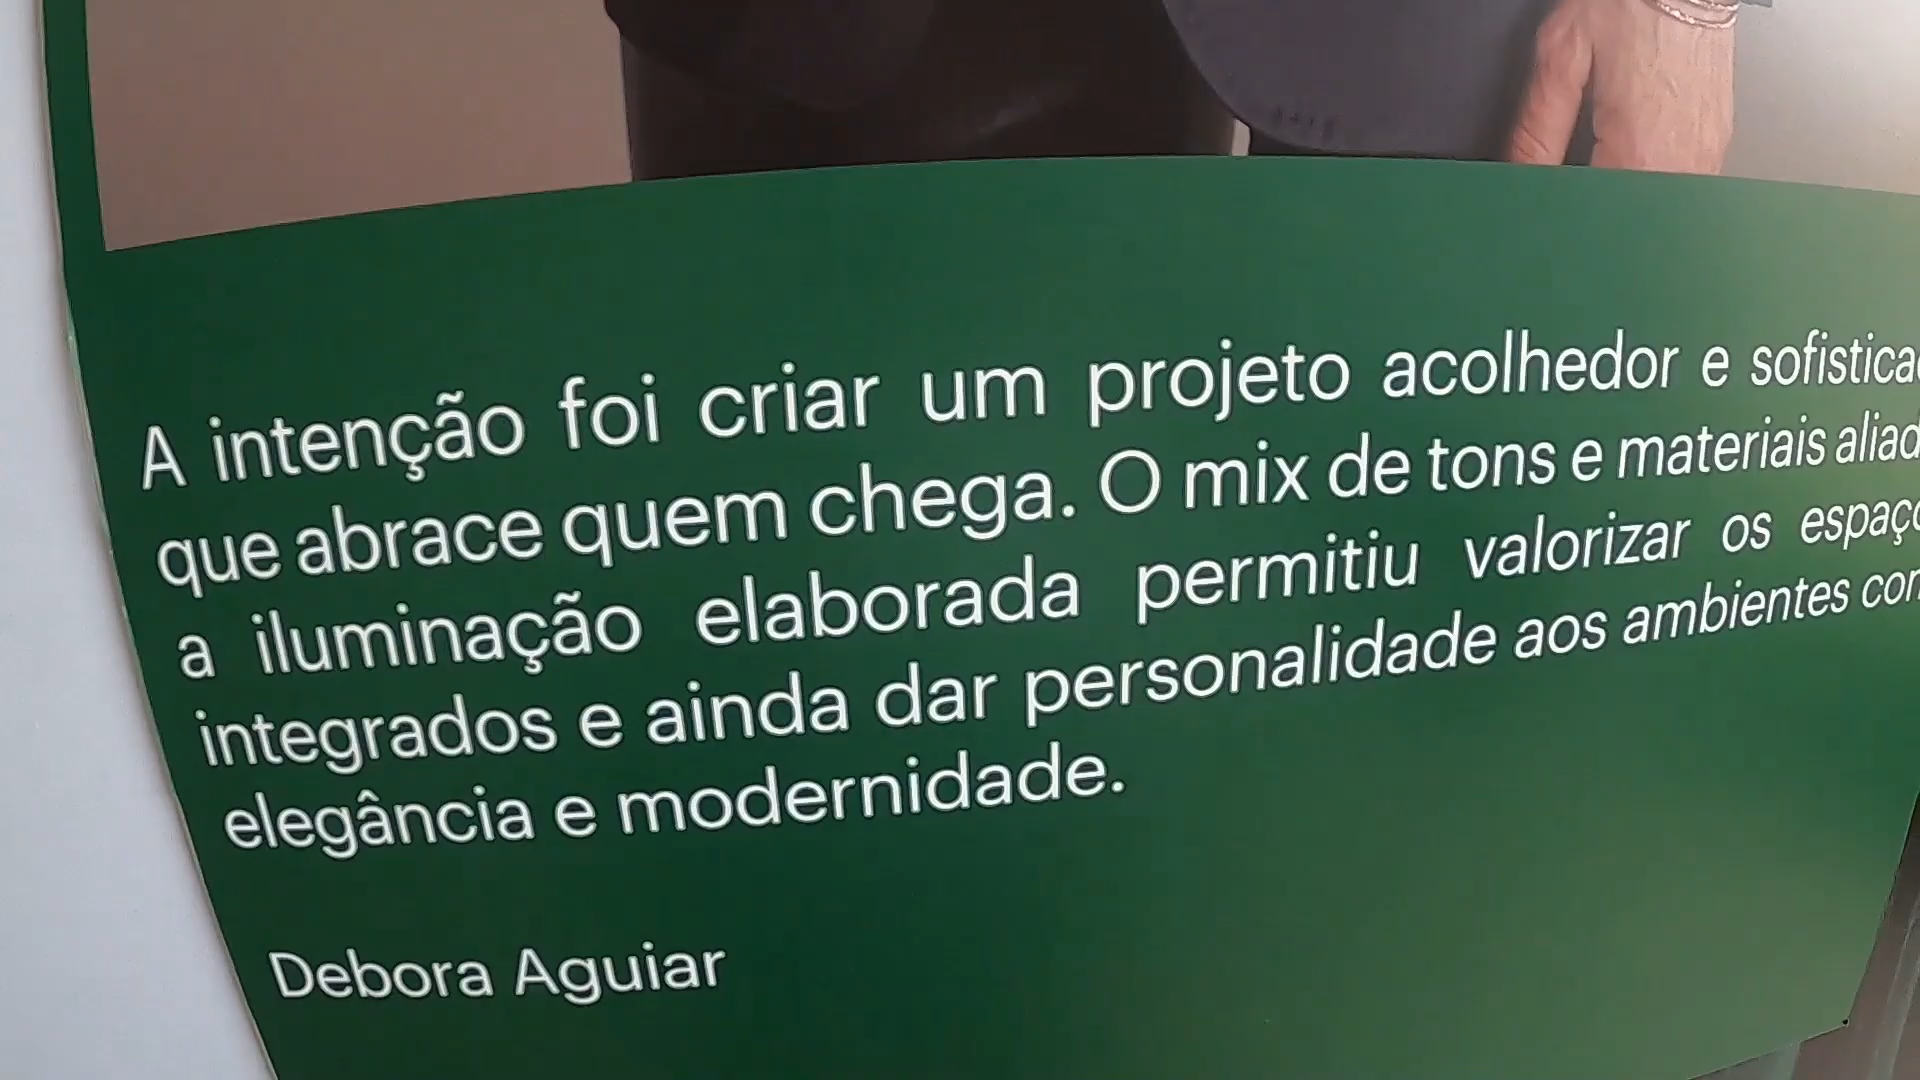 A intenção foi criar um projeto acolhedor e
que abrace quem chega. O mix de tons e materiais
a iluminação elaborada permitiu valorizar os
integrados e ainda dar personalidade aos ambientes
elegância e modernidade.
Debora Aguiar